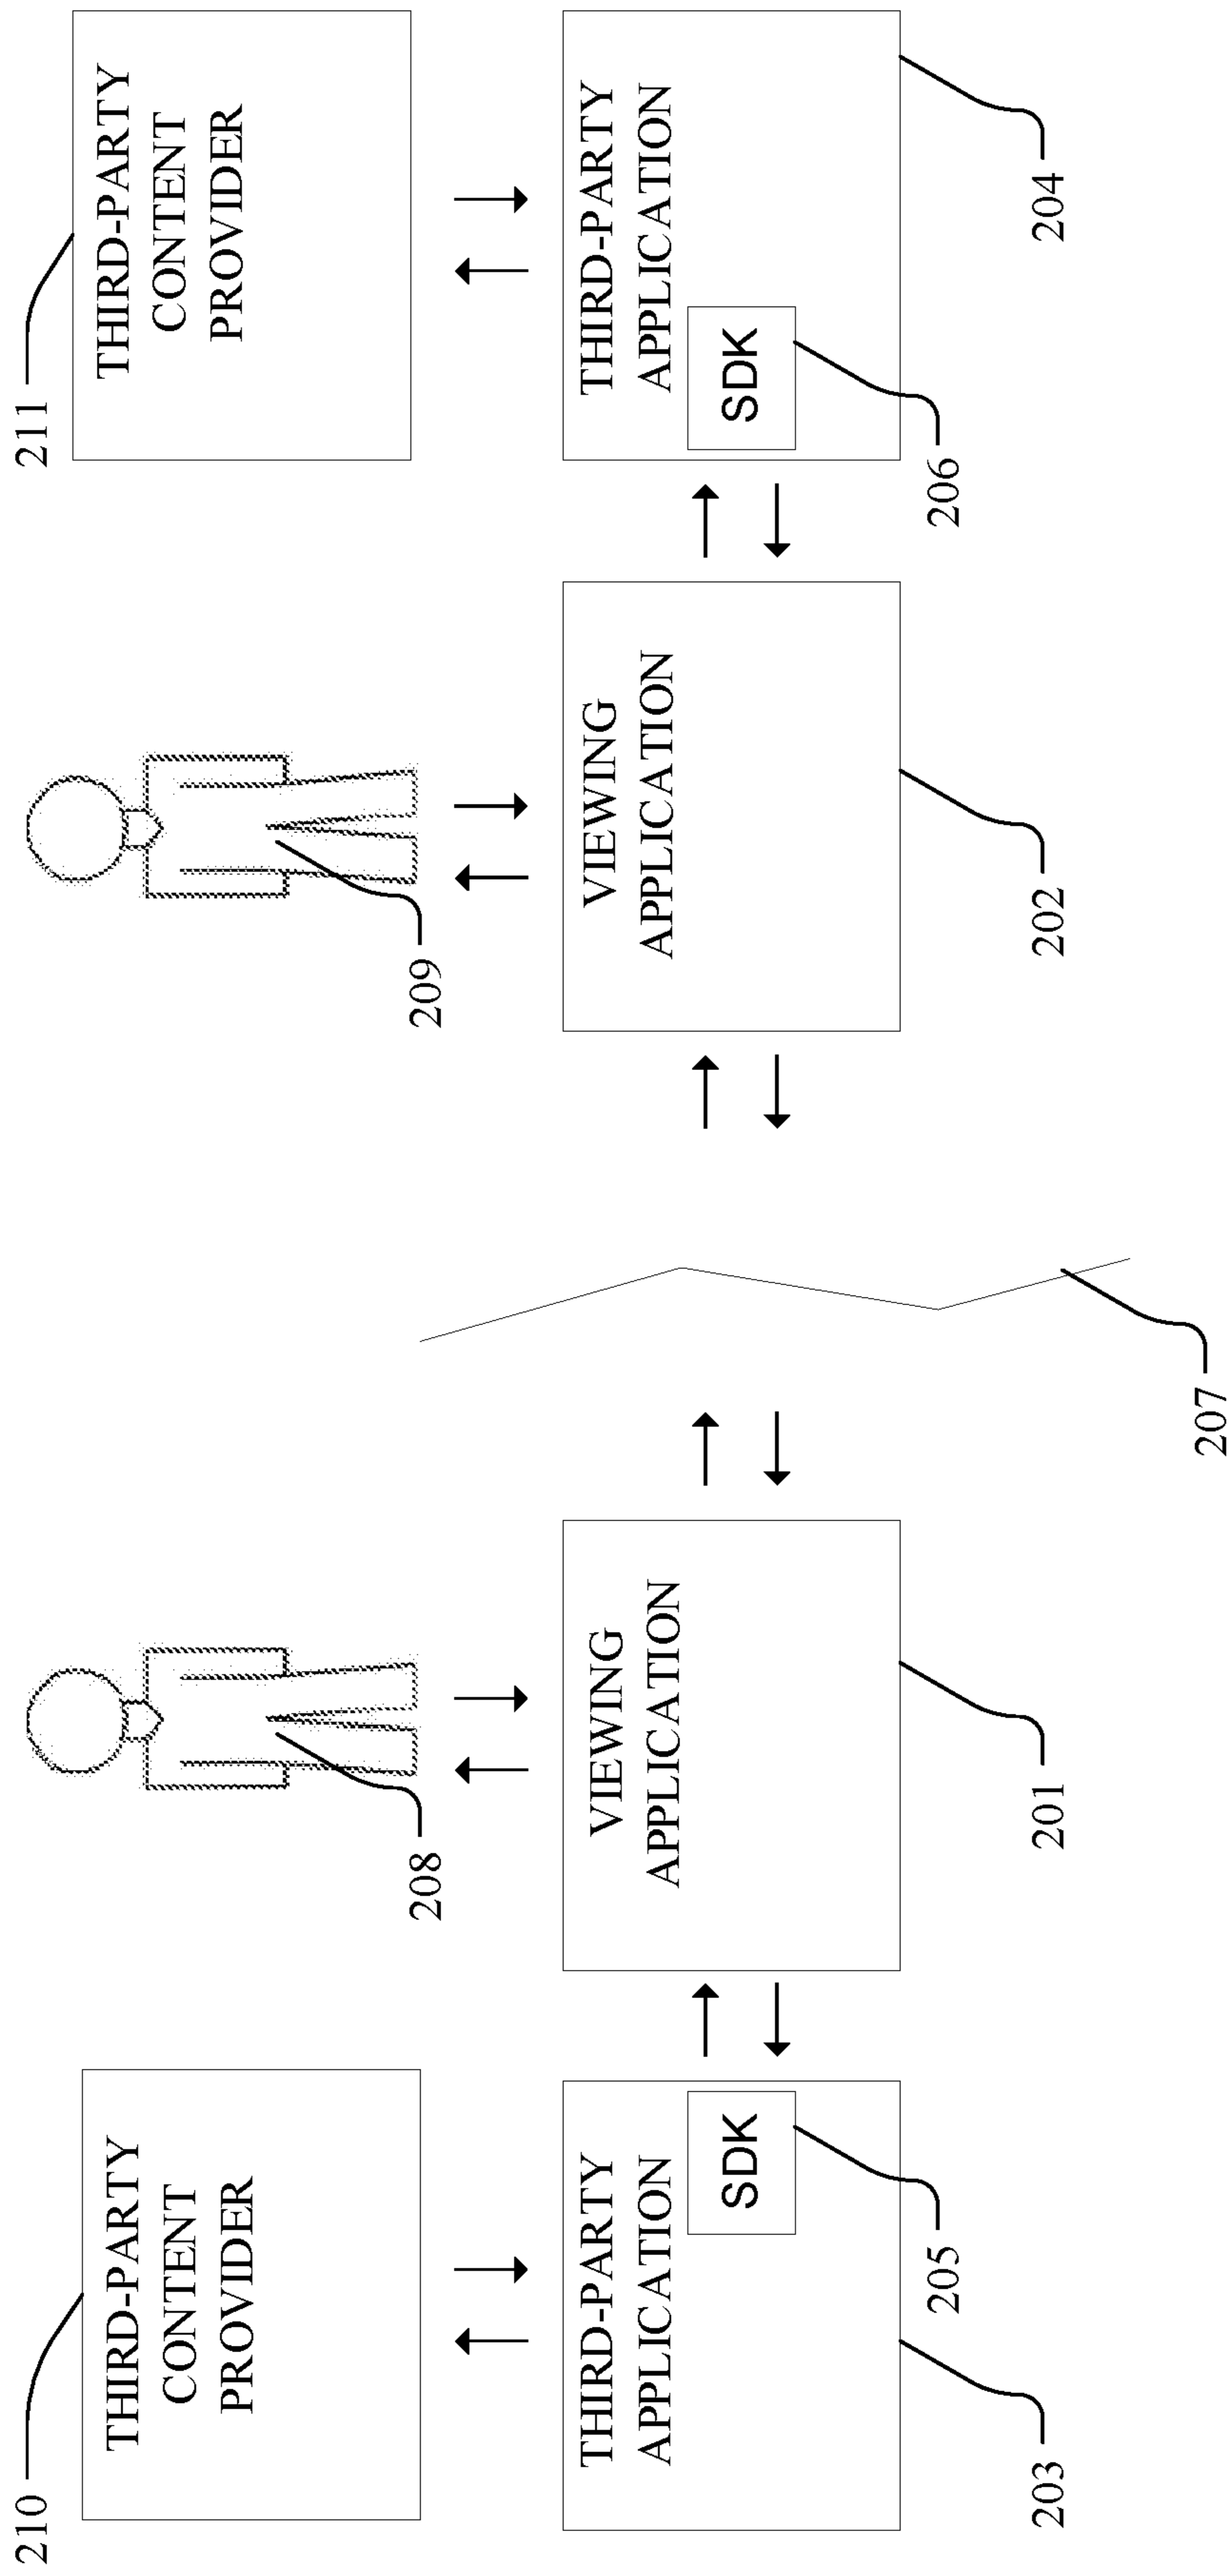 210
THIRD-PARTY
CONTENT
PROVIDER
208
209
211
THIRD-PARTY
CONTENT
PROVIDER
THIRD-PARTY
APPLICATION
SDK
205
203
VIEWING
APPLICATION
201
207
VIEWING
APPLICATION
202
THIRD-PARTY
APPLICATION
SDK
206
204